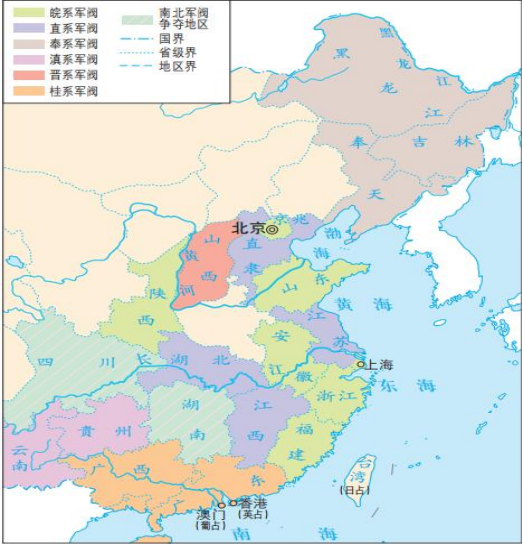 皖系军阀
直系军阀
奉系军阀
滇系军阀
晋系军阀
桂系军阀
南北军阀
争夺地区
国界
省级界
地区界
黑龙江
黑龙江
吉林
奉天
北京
京兆
直隶
渤海
山西
黄河
山东
黄海
陕西
江苏
安徽
上海
东海
四川
长江
湖北
浙江
湖南
江西
福建
贵州
云南
广西
广东
台湾
(日占)
香港
(英占)
澳门
(葡占)
南海